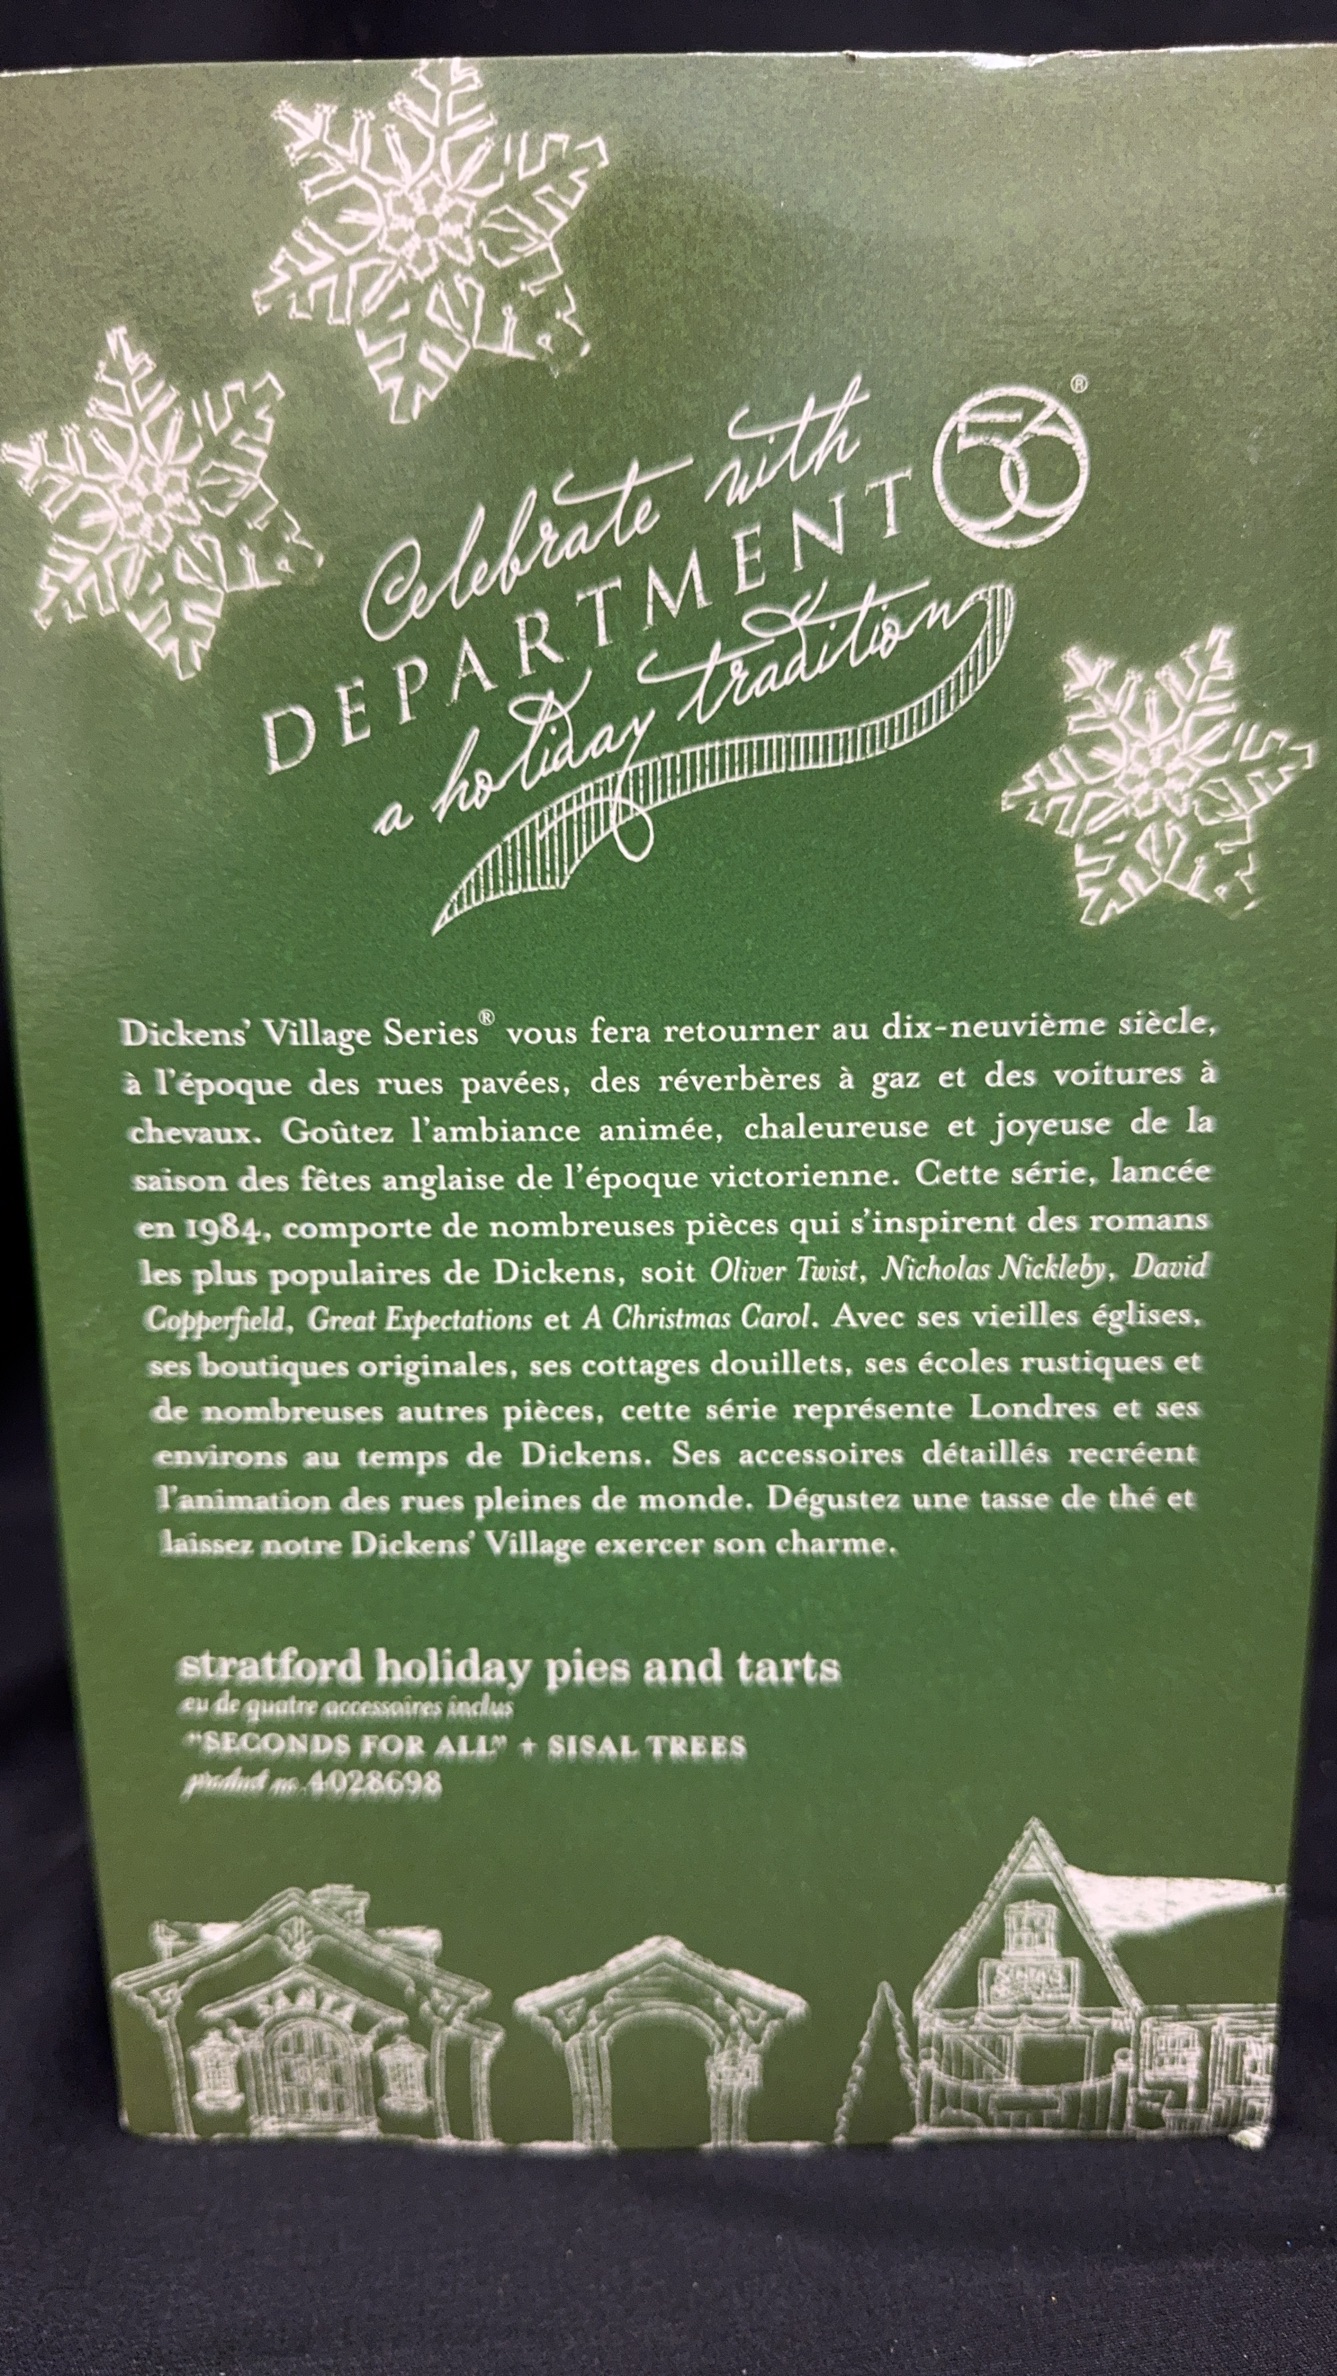 Celebrate with
DEPARTMENT 56®
a holiday tradition
Dickens' Village Series® vous fera retourner au dix-neuvième siècle,
à l'époque des rues pavées, des réverbères à gaz et des voitures à
chevaux. Goûtez l'ambiance animée, chaleureuse et joyeuse de la
saison des fêtes anglaise de l'époque victorienne. Cette série, lancée
en 1984, comporte de nombreuses pièces qui s'inspirent des romans
les plus populaires de Dickens, soit Oliver Twist, Nicholas Nickleby, David
Copperfield, Great Expectations et A Christmas Carol. Avec ses vieilles églises,
ses boutiques originales, ses cottages douillets, ses écoles rustiques et
de nombreuses autres pièces, cette série représente Londres et ses
environs au temps de Dickens. Ses accessoires détaillés recréent
l'animation des rues pleines de monde. Dégustez une tasse de thé et
laissez notre Dickens' Village exercer son charme.
stratford holiday pies and tarts
eu de quatre accessoires inclus
"SECONDS FOR ALL" + SISAL TREES
product no. 4028698
SANTA